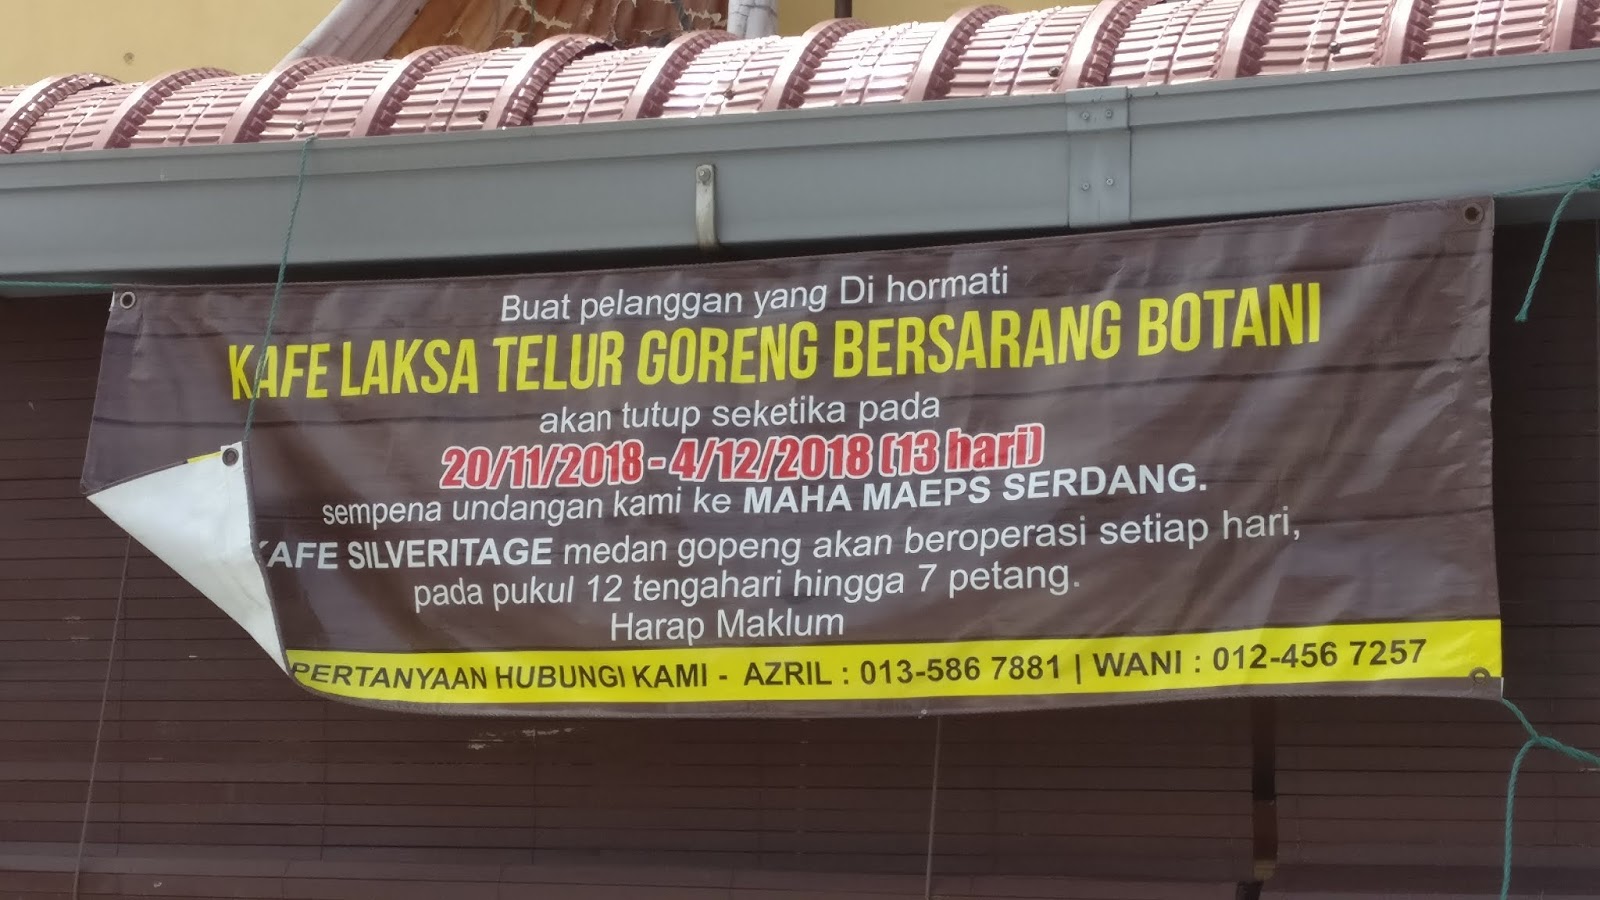 Buat pelanggan yang Di hormati
KAFE LAKSA TELUR GORENG BERSARANG BOTANI
akan tutup seketika pada
20/11/2018 - 4/12/2018 (13 hari)
sempena undangan kami ke MAHA MAEPS SERDANG.
KAFE SILVERITAGE medan gopeng akan beroperasi setiap hari,
pada pukul 12 tengahari hingga 7 petang.
Harap Maklum
PERTANYAAN HUBUNGI KAMI - AZRIL : 013-586 7881 | WANI : 012-456 7257